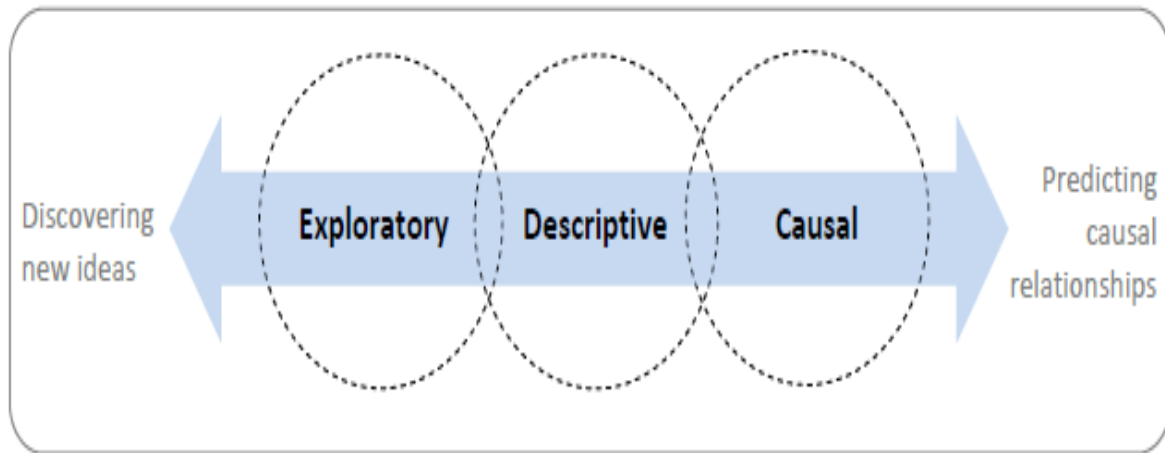 Discovering
new ideas
Exploratory
Descriptive
Causal
Predicting
causal
relationships